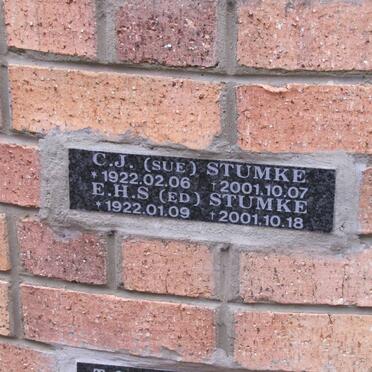 C.J. (SUE) STUMKE
*1922.02.06 †2001.10.07
E.H.S (ED) STUMKE
*1922.01.09 †2001.10.18